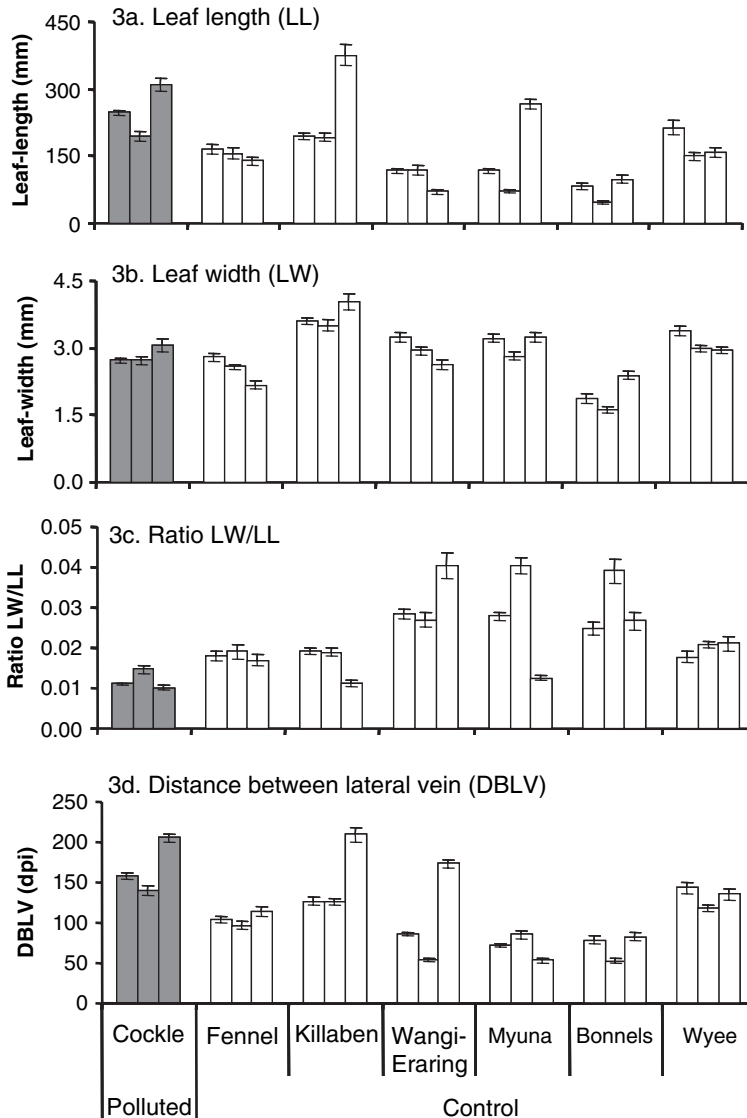 3a. Leaf length (LL)
Leaf-length (mm)
450
300
150
0
3b. Leaf width (LW)
Leaf-width (mm)
4.5
3.0
1.5
0.0
3c. Ratio LW/LL
Ratio LW/LL
0.05
0.04
0.03
0.02
0.01
0.00
3d. Distance between lateral vein (DBLV)
DBLV (dpi)
250
200
150
100
50
0
Cockle Fennel Killaben Wangi- Myuna Bonnels Wyee
Eraring
Polluted Control